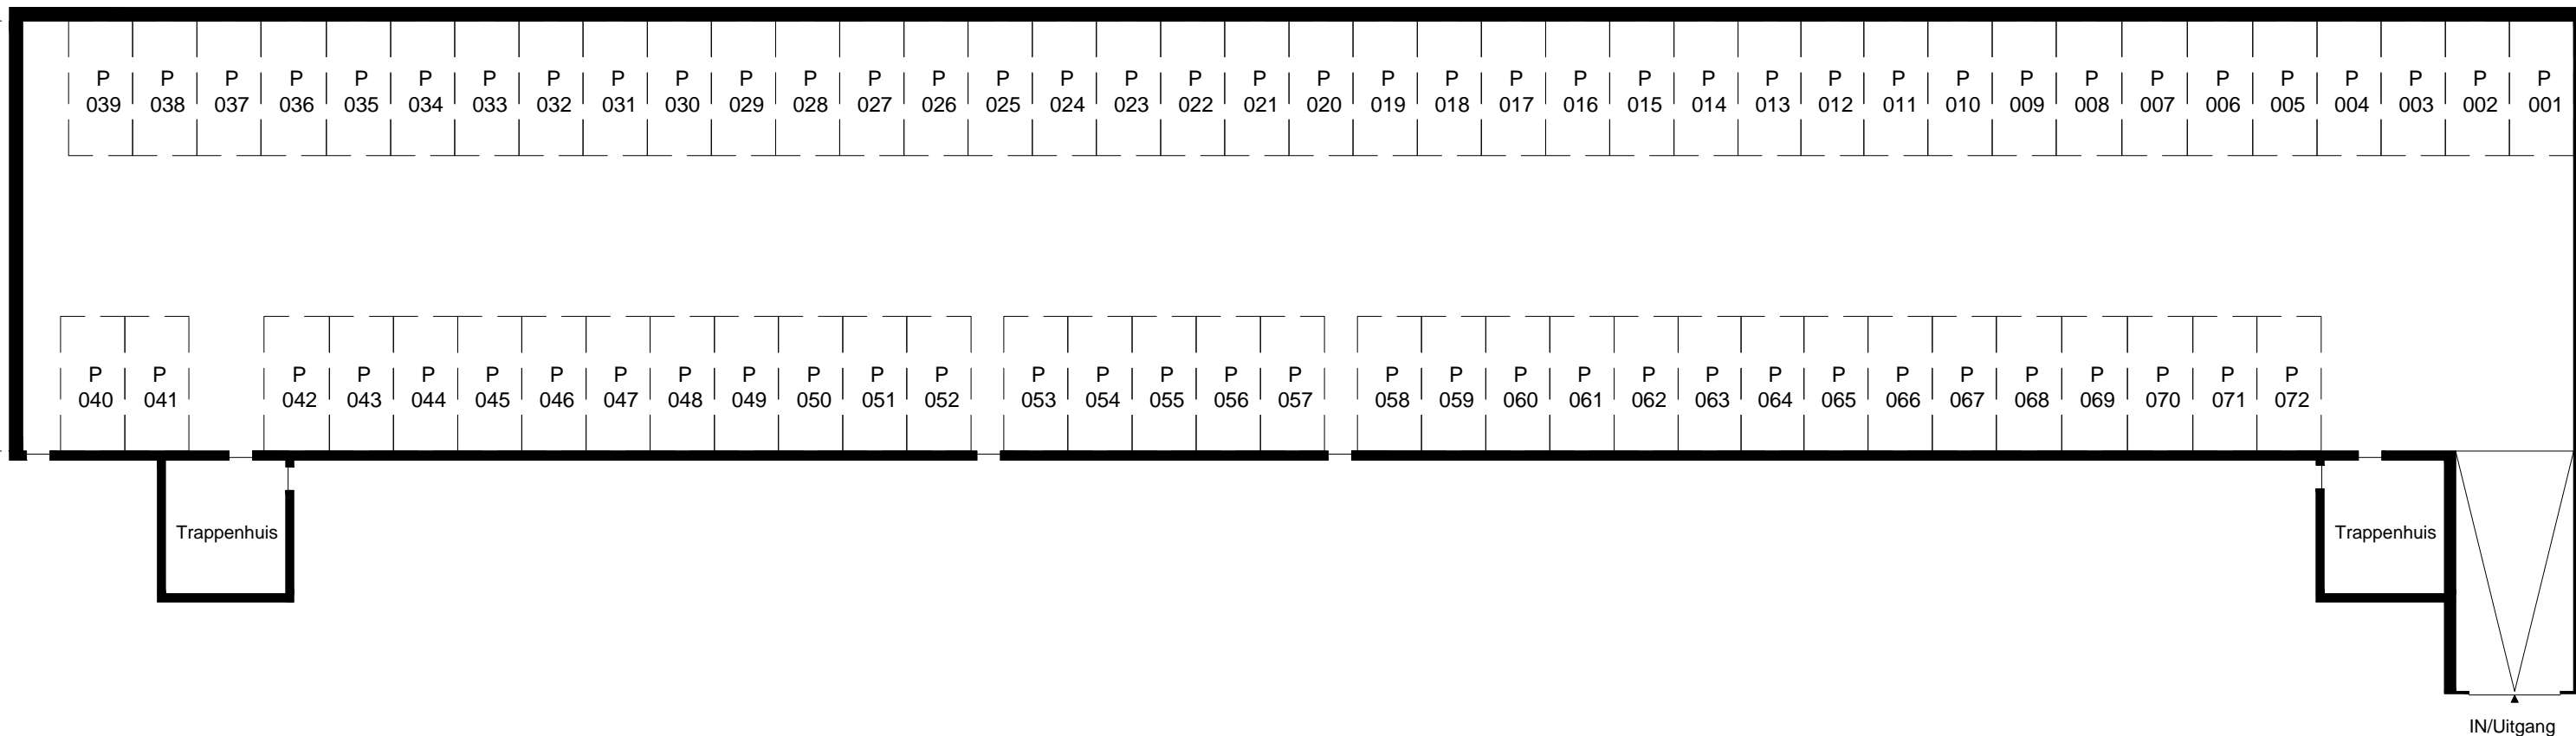 P P P P P P P P P P P P P P P P P P P P P P P P P P P P P P P P P P P P P P P
039 038 037 036 035 034 033 032 031 030 029 028 027 026 025 024 023 022 021 020 019 018 017 016 015 014 013 012 011 010 009 008 007 006 005 004 003 002 001
P P P P P P P P P P P P P P P P P P P P P P P P P P P P P P P P P
040 041 042 043 044 045 046 047 048 049 050 051 052 053 054 055 056 057 058 059 060 061 062 063 064 065 066 067 068 069 070 071 072
Trappenhuis Trappenhuis
IN/Uitgang